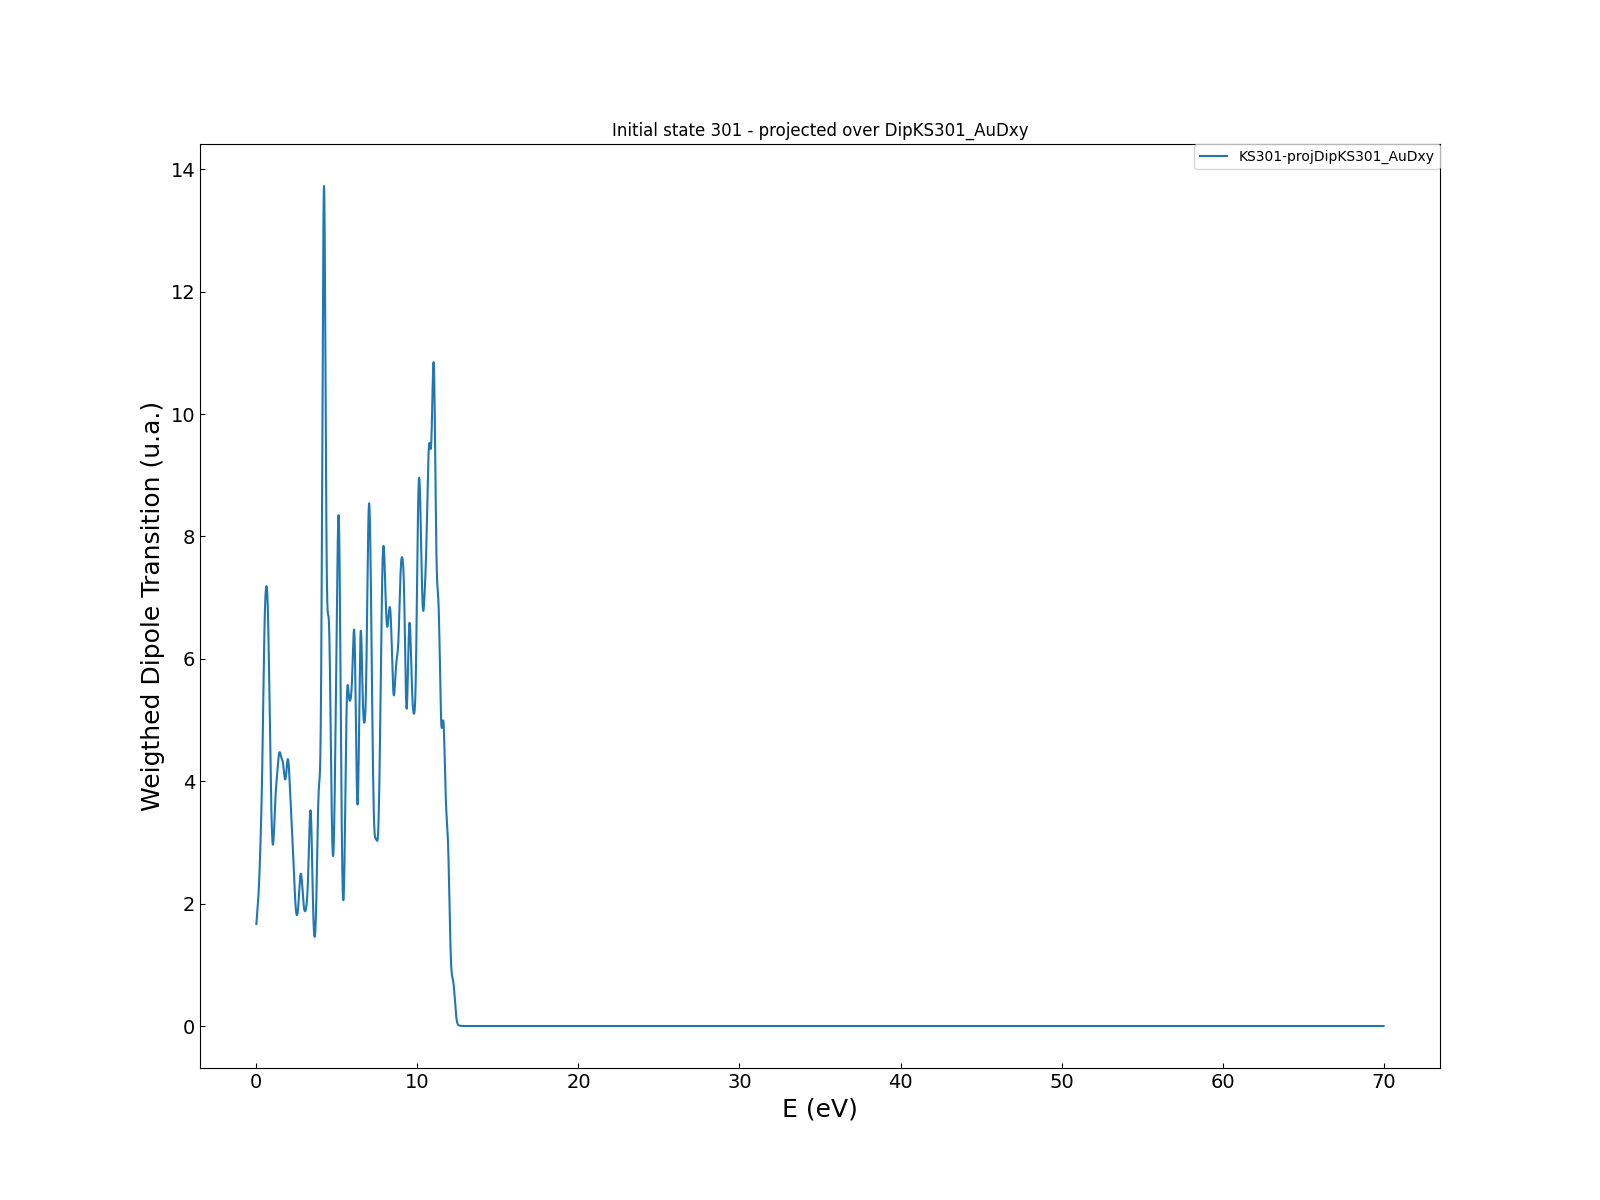 Initial state 301 - projected over DipKS301_AuDxy
KS301-projDipKS301_AuDxy
14
12
10
8
6
4
2
0
Weigthed Dipole Transition (u.a.)
0 10 20 30 40 50 60 70
E (eV)